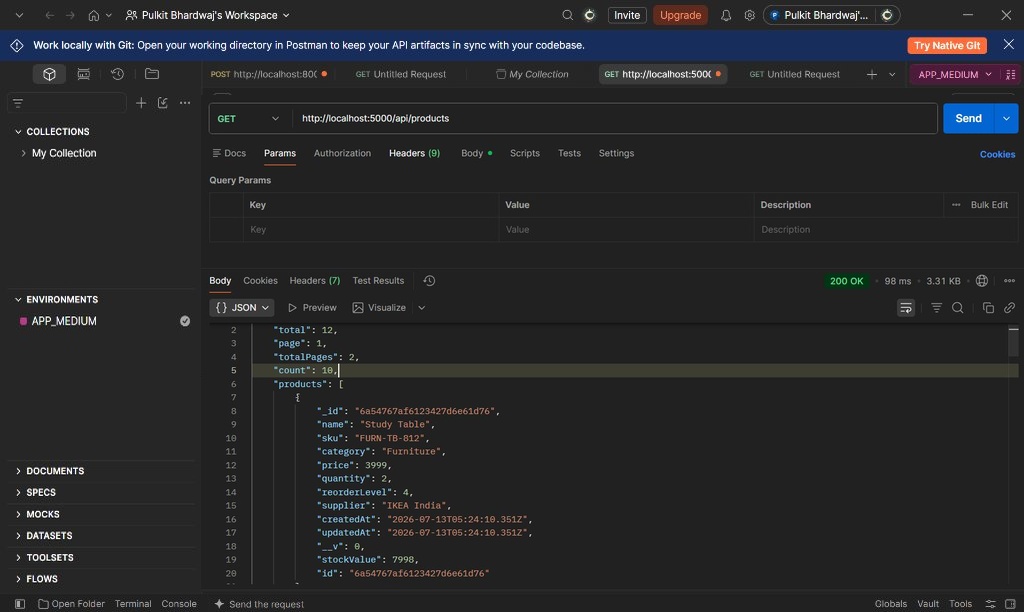 Pulkit Bhardwaj's Workspace
Invite
Upgrade
Pulkit Bhardwaj'...
Work locally with Git: Open your working directory in Postman to keep your API artifacts in sync with your codebase.
Try Native Git
POST http://localhost:80(
GET Untitled Request
My Collection
GET http://localhost:500(
GET Untitled Request
APP_MEDIUM
COLLECTIONS
My Collection
ENVIRONMENTS
APP_MEDIUM
DOCUMENTS
SPECS
MOCKS
DATASETS
TOOLSETS
FLOWS
GET
http://localhost:5000/api/products
Send
Docs Params Authorization Headers (9) Body Scripts Tests Settings
Cookies
Query Params
Key Value Description Bulk Edit
Key Value Description
Body Cookies Headers (7) Test Results
200 OK 98 ms 3.31 KB
{} JSON Preview Visualize
2 "total": 12,
3 "page": 1,
4 "totalPages": 2,
5 "count": 10,
6 "products": [
7 {
8 "_id": "6a54767af6123427d6e61d76",
9 "name": "Study Table",
10 "sku": "FURN-TB-812",
11 "category": "Furniture",
12 "price": 3999,
13 "quantity": 2,
14 "reorderLevel": 4,
15 "supplier": "IKEA India",
16 "createdAt": "2026-07-13T05:24:10.351Z",
17 "updatedAt": "2026-07-13T05:24:10.351Z",
18 "__v": 0,
19 "stockValue": 7998,
20 "id": "6a54767af6123427d6e61d76"
Open Folder Terminal Console Send the request
Globals Vault Tools